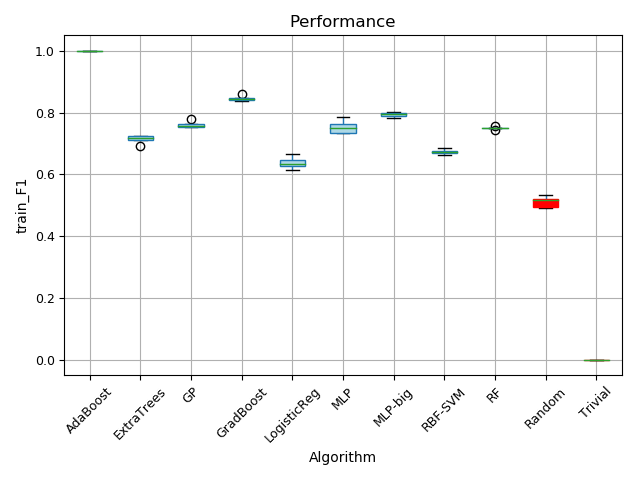 Performance
train_F1
1.0
0.8
0.6
0.4
0.2
0.0
AdaBoost
ExtraTrees
GP
GradBoost
LogisticReg
MLP
MLP-big
RBF-SVM
RF
Random
Trivial
Algorithm